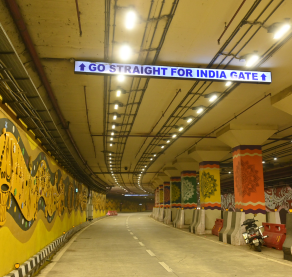 ↑ GO STRAIGHT FOR INDIA GATE ↑